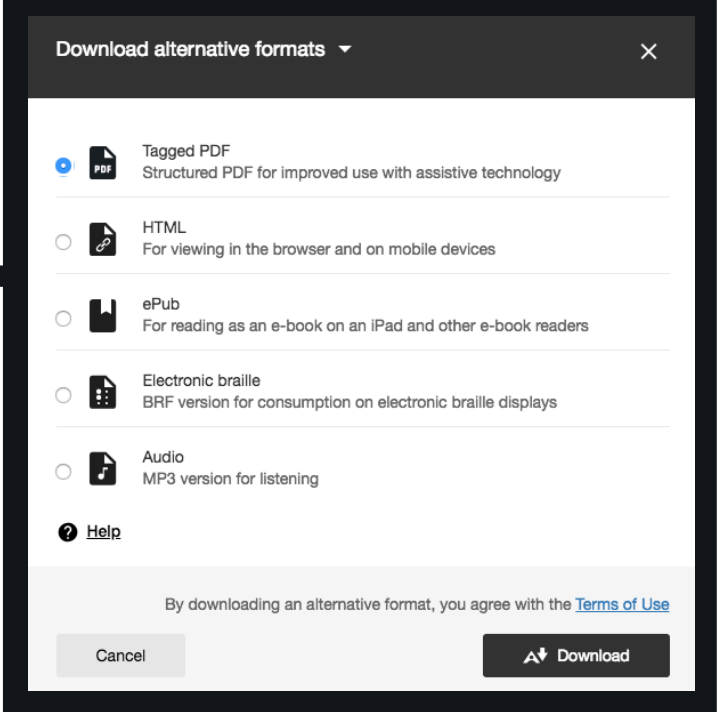 Download alternative formats
Tagged PDF
PDF
Structured PDF for improved use with assistive technology
HTML
For viewing in the browser and on mobile devices
ePub
For reading as an e-book on an iPad and other e-book readers
Electronic braille
BRF version for consumption on electronic braille displays
Audio
MP3 version for listening
? Help
By downloading an alternative format, you agree with the Terms of Use
Cancel
A Download